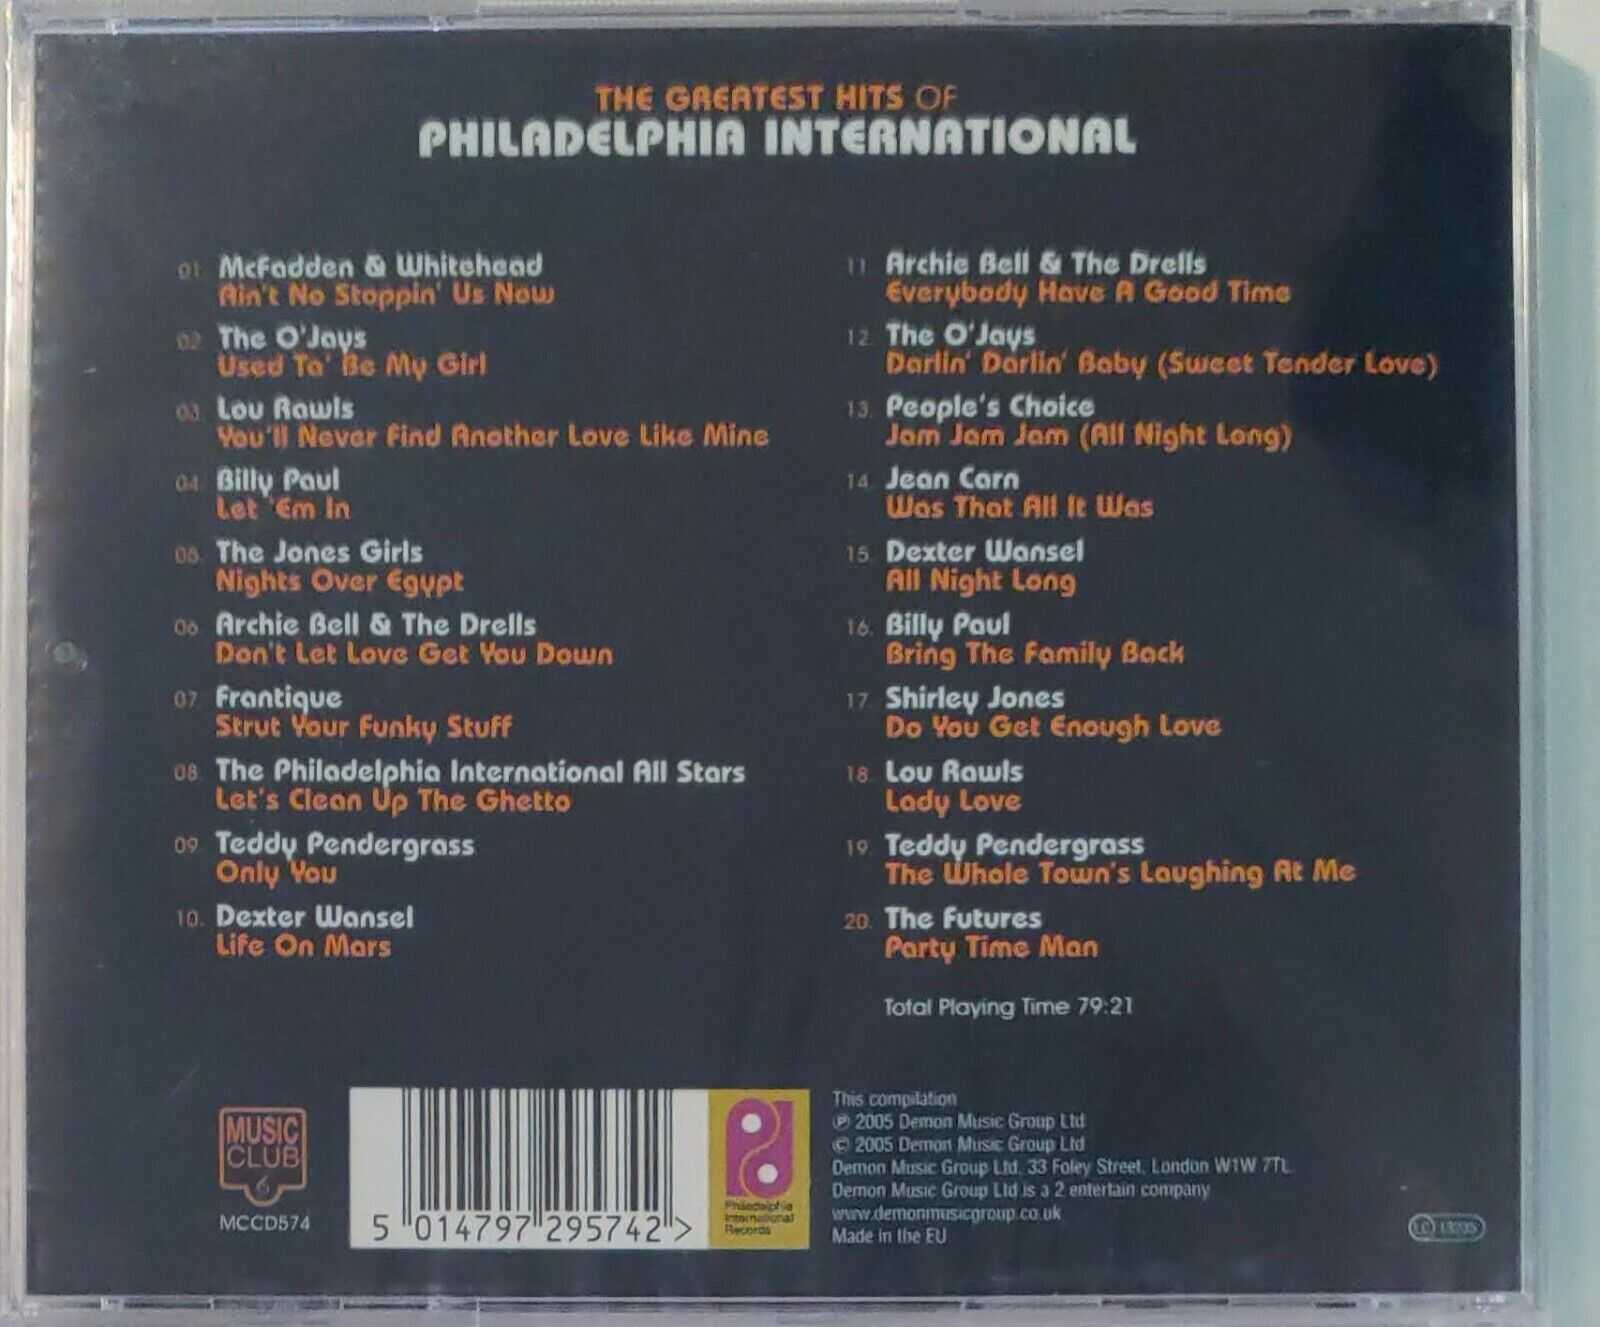 THE GREATEST HITS OF
PHILADELPHIA INTERNATIONAL
01. McFadden & Whitehead
Ain't No Stoppin' Us Now
02. The O'Jays
Used Ta' Be My Girl
03. Lou Rawls
You'll Never Find Another Love Like Mine
04. Billy Paul
Let 'Em In
05. The Jones Girls
Nights Over Egypt
06. Archie Bell & The Drells
Don't Let Love Get You Down
07. Frantique
Strut Your Funky Stuff
08. The Philadelphia International All Stars
Let's Clean Up The Ghetto
09. Teddy Pendergrass
Only You
10. Dexter Wansel
Life On Mars
11. Archie Bell & The Drells
Everybody Have A Good Time
12. The O'Jays
Darlin' Darlin' Baby (Sweet Tender Love)
13. People's Choice
Jam Jam Jam (All Night Long)
14. Jean Carn
Was That All It Was
15. Dexter Wansel
All Night Long
16. Billy Paul
Bring The Family Back
17. Shirley Jones
Do You Get Enough Love
18. Lou Rawls
Lady Love
19. Teddy Pendergrass
The Whole Town's Laughing At Me
20. The Futures
Party Time Man
Total Playing Time 79:21
MUSIC
CLUB
MCCD574
5 014797 295742 >
Philadelphia
International
Records
This compilation
℗ 2005 Demon Music Group Ltd
© 2005 Demon Music Group Ltd
Demon Music Group Ltd, 33 Foley Street, London W1W 7TL
Demon Music Group Ltd is a 2 entertain company
www.demonmusicgroup.co.uk
Made in the EU